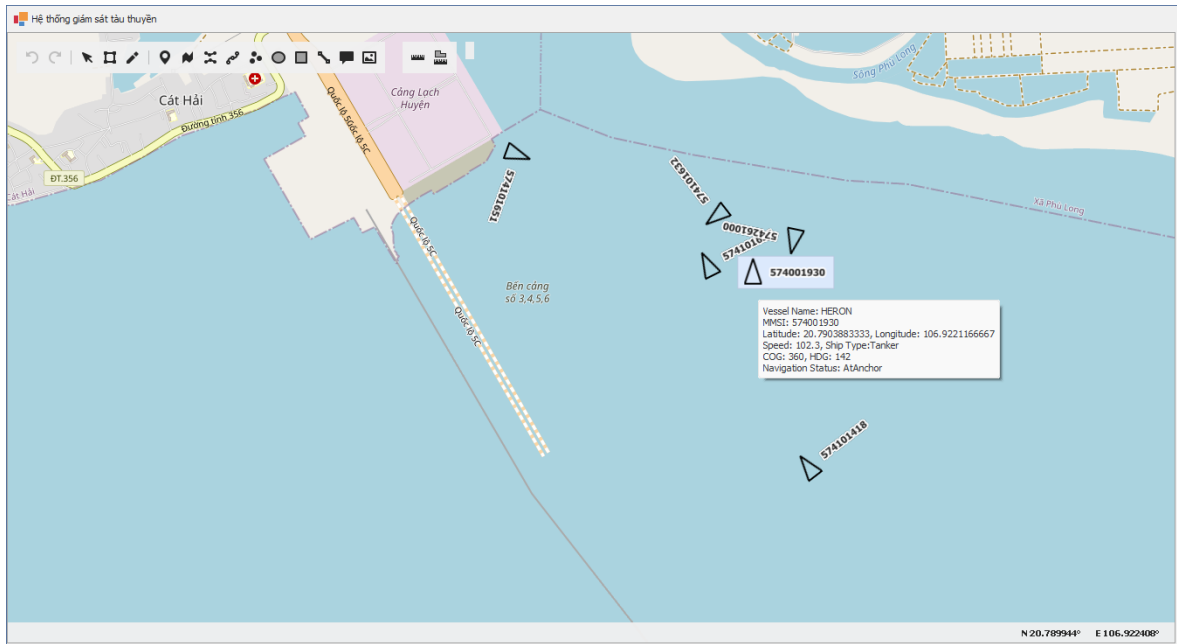 Hệ thống giám sát tàu thuyền
Cát Hải
Đường tỉnh 356
ĐT.356
Cát Hải
Quốc lộ 5C
Quốc lộ 5C
Cảng Lạch
Huyện
Sông Phú Long
Xã Phù Long
574101651
574101632
574261000
574001930
Quốc lộ 5C
Bến cảng
số 3,4,5,6
Quốc lộ 5C
Vessel Name: HERON
MMSI: 574001930
Latitude: 20.7903883333, Longitude: 106.9221166667
Speed: 102.3, Ship Type:Tanker
COG: 360, HDG: 142
Navigation Status: AtAnchor
574101418
N 20.789944° E 106.922408°